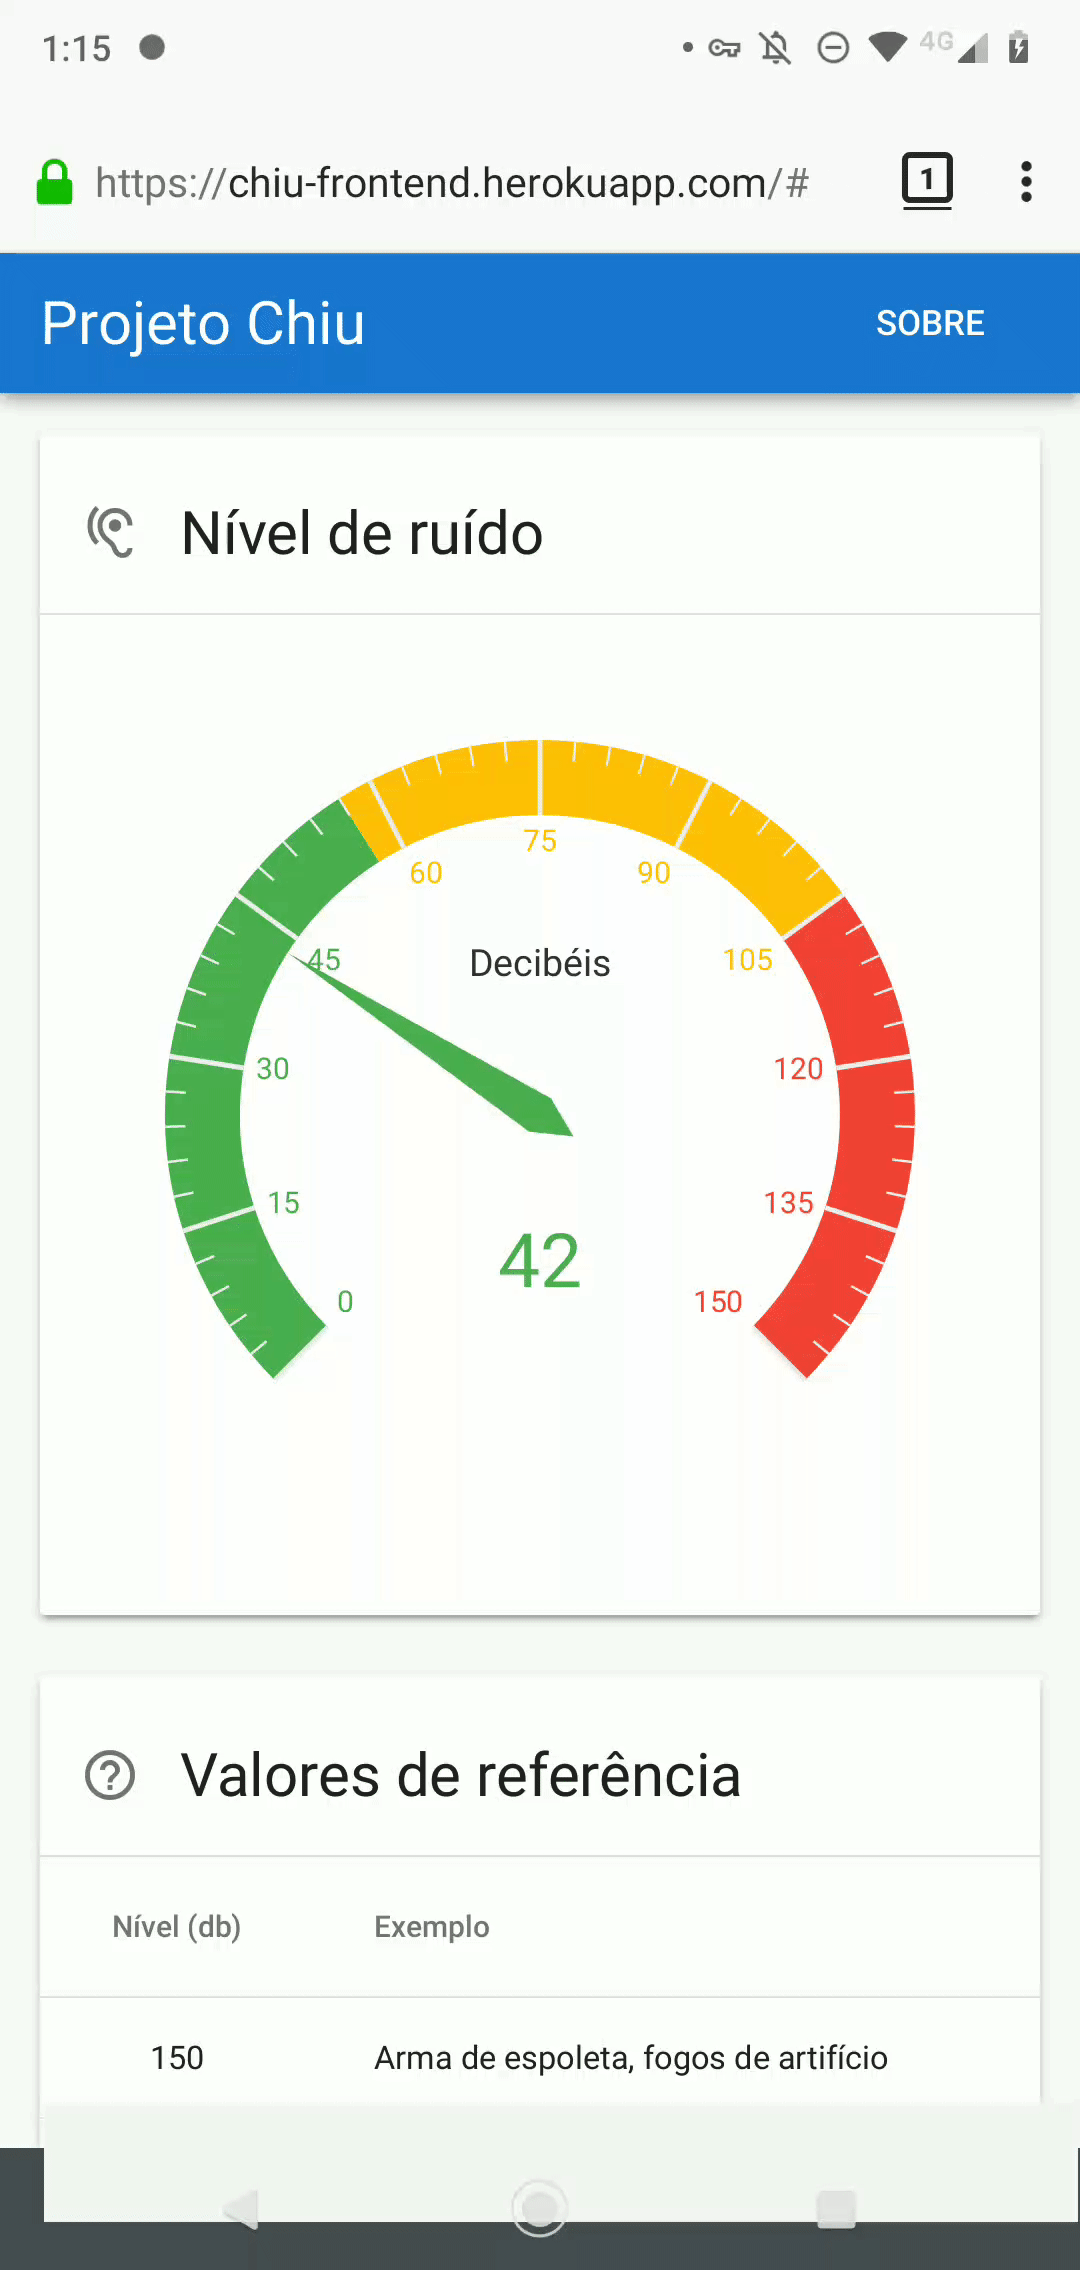 1:15
4G
https://chiu-frontend.herokuapp.com/#
1
Projeto Chiu
SOBRE
Nível de ruído
75
60
90
45
Decibéis
105
30
120
15
135
42
0
150
Valores de referência
Nível (db) Exemplo
150 Arma de espoleta, fogos de artifício